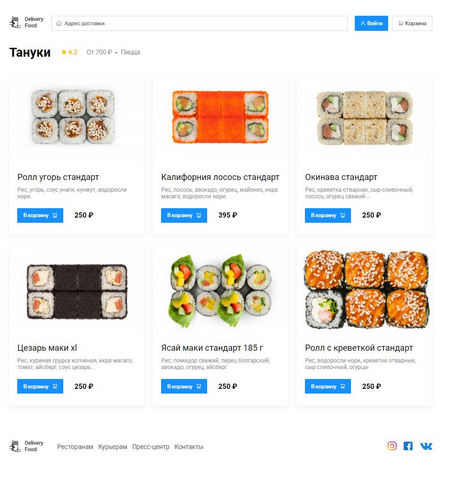 Delivery
Food
Адрес доставки
Войти
Корзина
Тануки
4.2
От 700 ₽ • Пицца
Ролл угорь стандарт
Рис, угорь, соус унаги, кунжут, водоросли
нори.
В корзину
250 ₽
Калифорния лосось стандарт
Рис, лосось, авокадо, огурец, майонез, икра
масаго, водоросли нори.
В корзину
395 ₽
Окинава стандарт
Рис, креветка отварная, сыр сливочный,
лосось, огурец свежий...
В корзину
250 ₽
Цезарь маки xl
Рис, куриная грудка копченая, икра масаго,
томат, айсберг, соус цезарь...
В корзину
250 ₽
Ясай маки стандарт 185 г
Рис, помидор свежий, перец болгарский,
авокадо, огурец, айсберг
В корзину
250 ₽
Ролл с креветкой стандарт
Рис, водоросли нори, креветки отварные,
сыр сливочный, огурцы
В корзину
250 ₽
Delivery
Food
Ресторанам Курьерам Пресс-центр Контакты